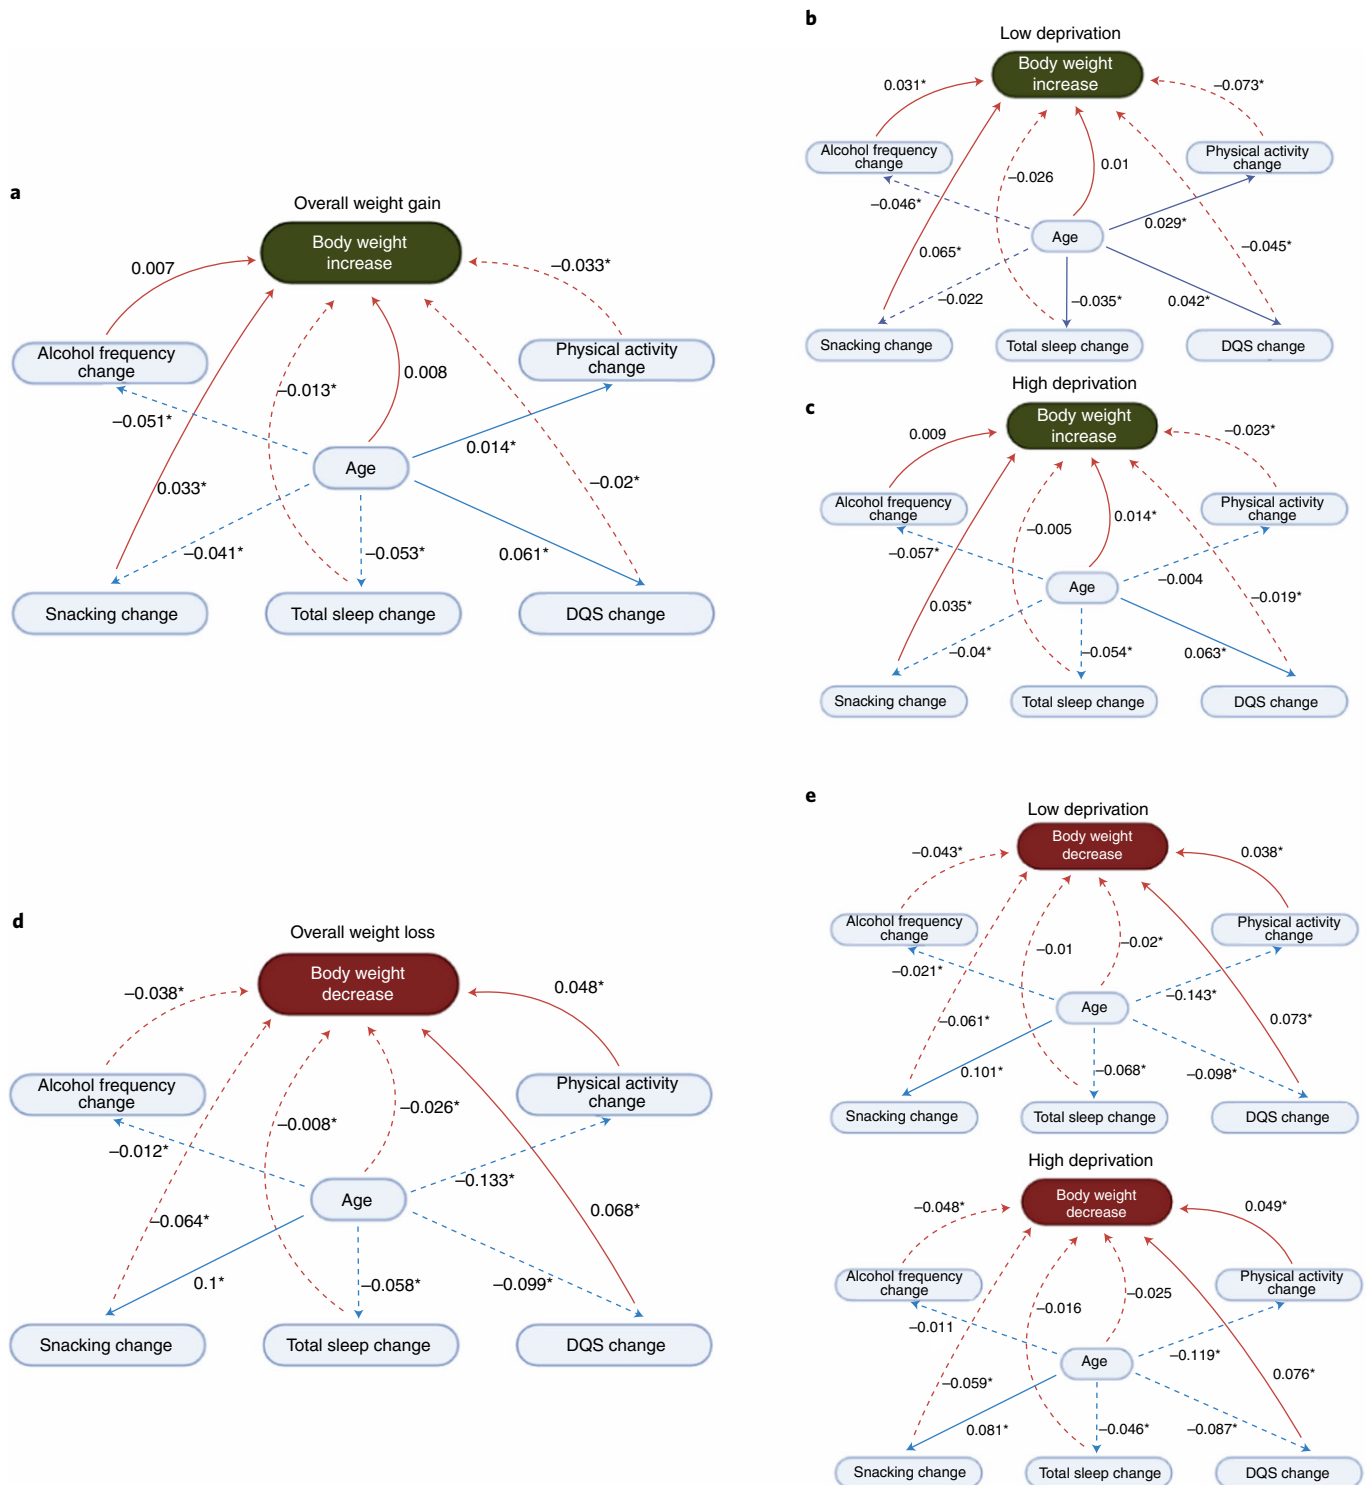 a
Overall weight gain
Body weight
increase
0.007
–0.033*
Alcohol frequency
change
Physical activity
change
–0.013*
0.008
–0.051*
0.014*
Age
0.033*
–0.02*
–0.041*
–0.053*
0.061*
Snacking change
Total sleep change
DQS change
b
Low deprivation
Body weight
increase
0.031*
–0.073*
Alcohol frequency
change
Physical activity
change
–0.026
0.01
–0.046*
0.029*
Age
0.065*
–0.045*
–0.022
–0.035*
0.042*
Snacking change
Total sleep change
DQS change
c
High deprivation
Body weight
increase
0.009
–0.023*
Alcohol frequency
change
Physical activity
change
–0.005
0.014*
–0.057*
–0.004
Age
0.035*
–0.019*
–0.04*
–0.054*
0.063*
Snacking change
Total sleep change
DQS change
d
Overall weight loss
Body weight
decrease
–0.038*
0.048*
Alcohol frequency
change
Physical activity
change
–0.008*
–0.026*
–0.012*
–0.133*
Age
–0.064*
0.068*
0.1*
–0.058*
–0.099*
Snacking change
Total sleep change
DQS change
e
Low deprivation
Body weight
decrease
–0.043*
0.038*
Alcohol frequency
change
Physical activity
change
–0.01
–0.02*
–0.021*
–0.143*
Age
–0.061*
0.073*
0.101*
–0.068*
–0.098*
Snacking change
Total sleep change
DQS change
High deprivation
Body weight
decrease
–0.048*
0.049*
Alcohol frequency
change
Physical activity
change
–0.016
–0.025
–0.011
–0.119*
Age
–0.059*
0.076*
0.081*
–0.046*
–0.087*
Snacking change
Total sleep change
DQS change